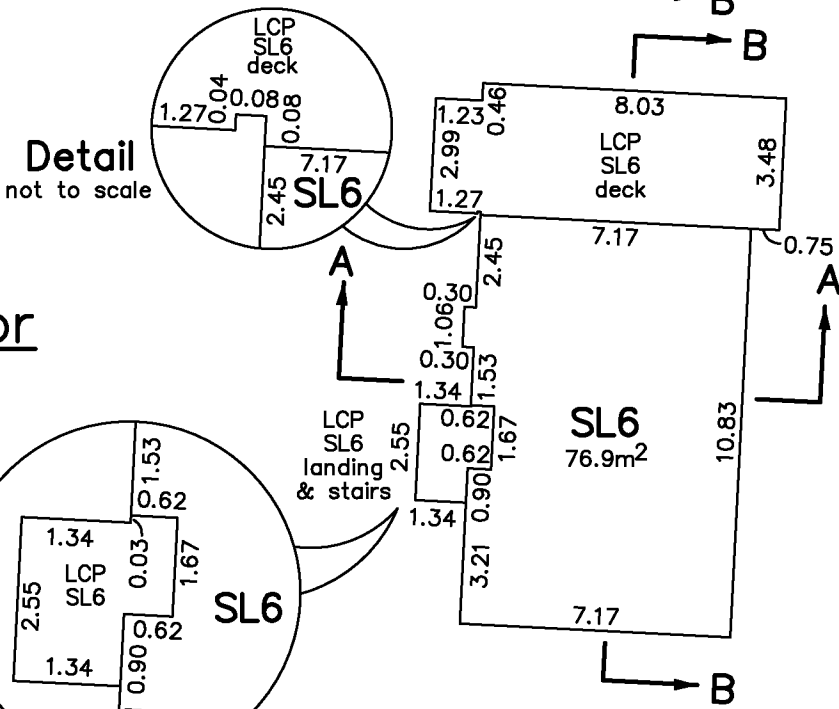 B
B
LCP
SL6
deck
1.27
0.04
0.08
0.08
7.17
2.45
SL6
Detail
not to scale
8.03
1.23
0.46
2.99
LCP
SL6
deck
3.48
1.27
7.17
0.75
2.45
A
A
0.30
1.06
0.30
1.53
1.34
0.62
or
LCP
SL6
landing
& stairs
2.55
0.62
1.67
SL6
76.9m²
10.83
0.90
1.34
3.21
7.17
B
1.53
0.62
1.34
0.03
1.67
LCP
SL6
2.55
SL6
0.62
1.34
0.90